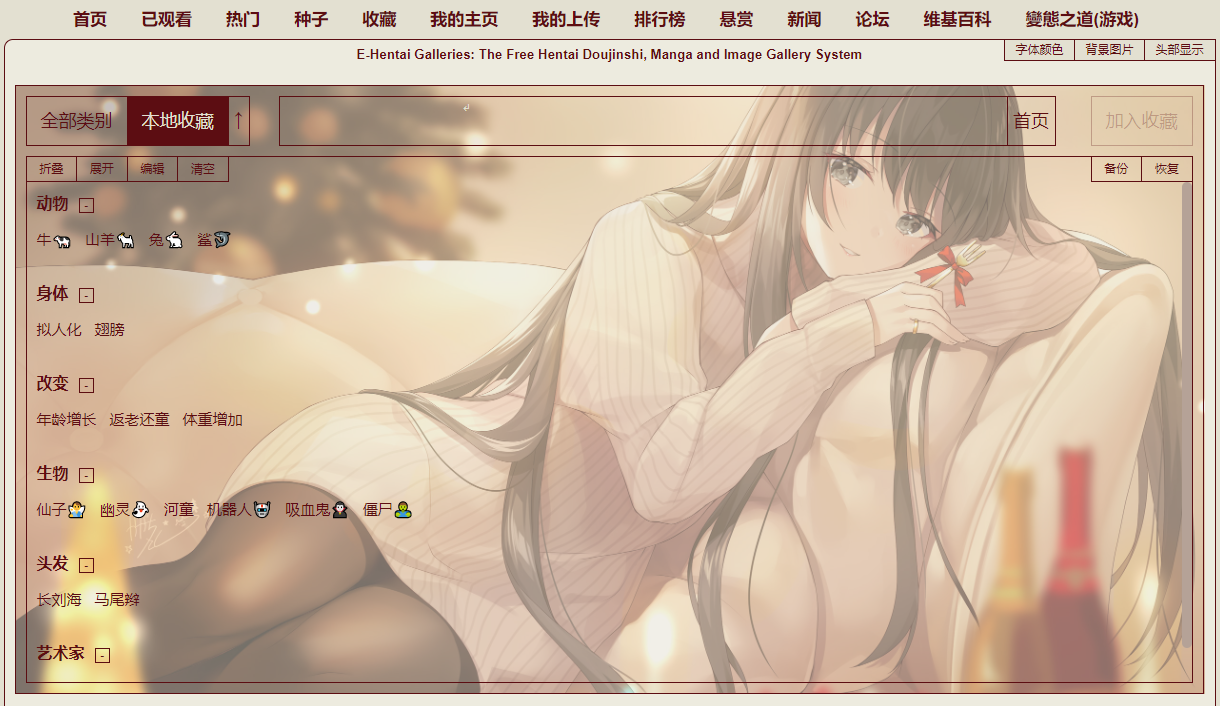 首页 已观看 热门 种子 收藏 我的主页 我的上传 排行榜 悬赏 新闻 论坛 维基百科 變態之道(游戏)
E-Hentai Galleries: The Free Hentai Doujinshi, Manga and Image Gallery System
字体颜色 背景图片 头部显示
全部类别 本地收藏 ↑ 首页 加入收藏
折叠 展开 编辑 清空 备份 恢复
动物 -
牛 山羊 兔 鲨
身体 -
拟人化 翅膀
改变 -
年龄增长 返老还童 体重增加
生物 -
仙子 幽灵 河童 机器人 吸血鬼 僵尸
头发 -
长刘海 马尾辫
艺术家 -